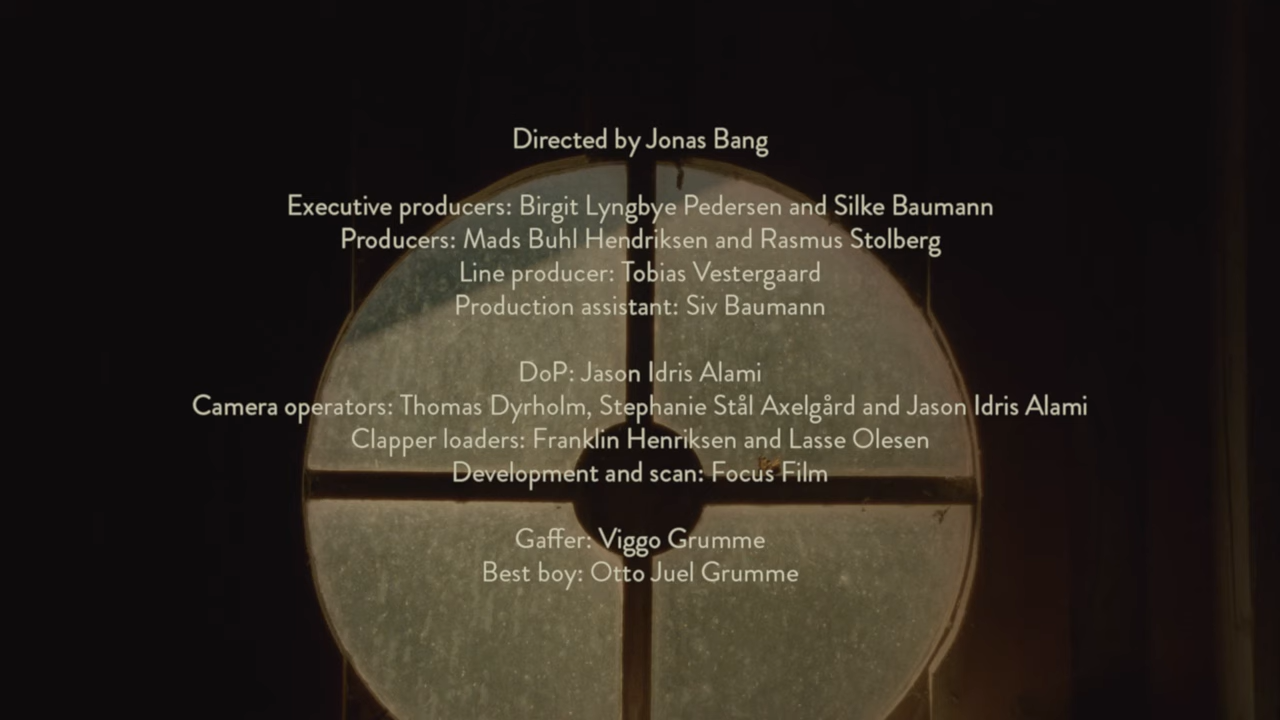 Directed by Jonas Bang
Executive producers: Birgit Lyngbye Pedersen and Silke Baumann
Producers: Mads Buhl Hendriksen and Rasmus Stolberg
Line producer: Tobias Vestergaard
Production assistant: Siv Baumann
DoP: Jason Idris Alami
Camera operators: Thomas Dyrholm, Stephanie Stål Axelgård and Jason Idris Alami
Clapper loaders: Franklin Henriksen and Lasse Olesen
Development and scan: Focus Film
Gaffer: Viggo Grumme
Best boy: Otto Juel Grumme